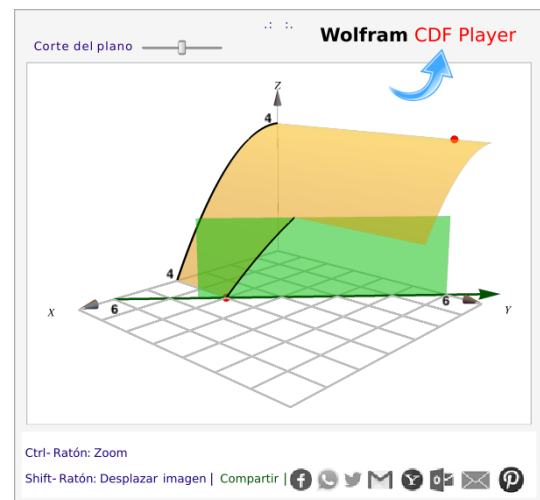 .: :.
Wolfram CDF Player
Corte del plano
Z
4
4
6
6
X
Y
Ctrl-Ratón: Zoom
Shift-Ratón: Desplazar imagen | Compartir |